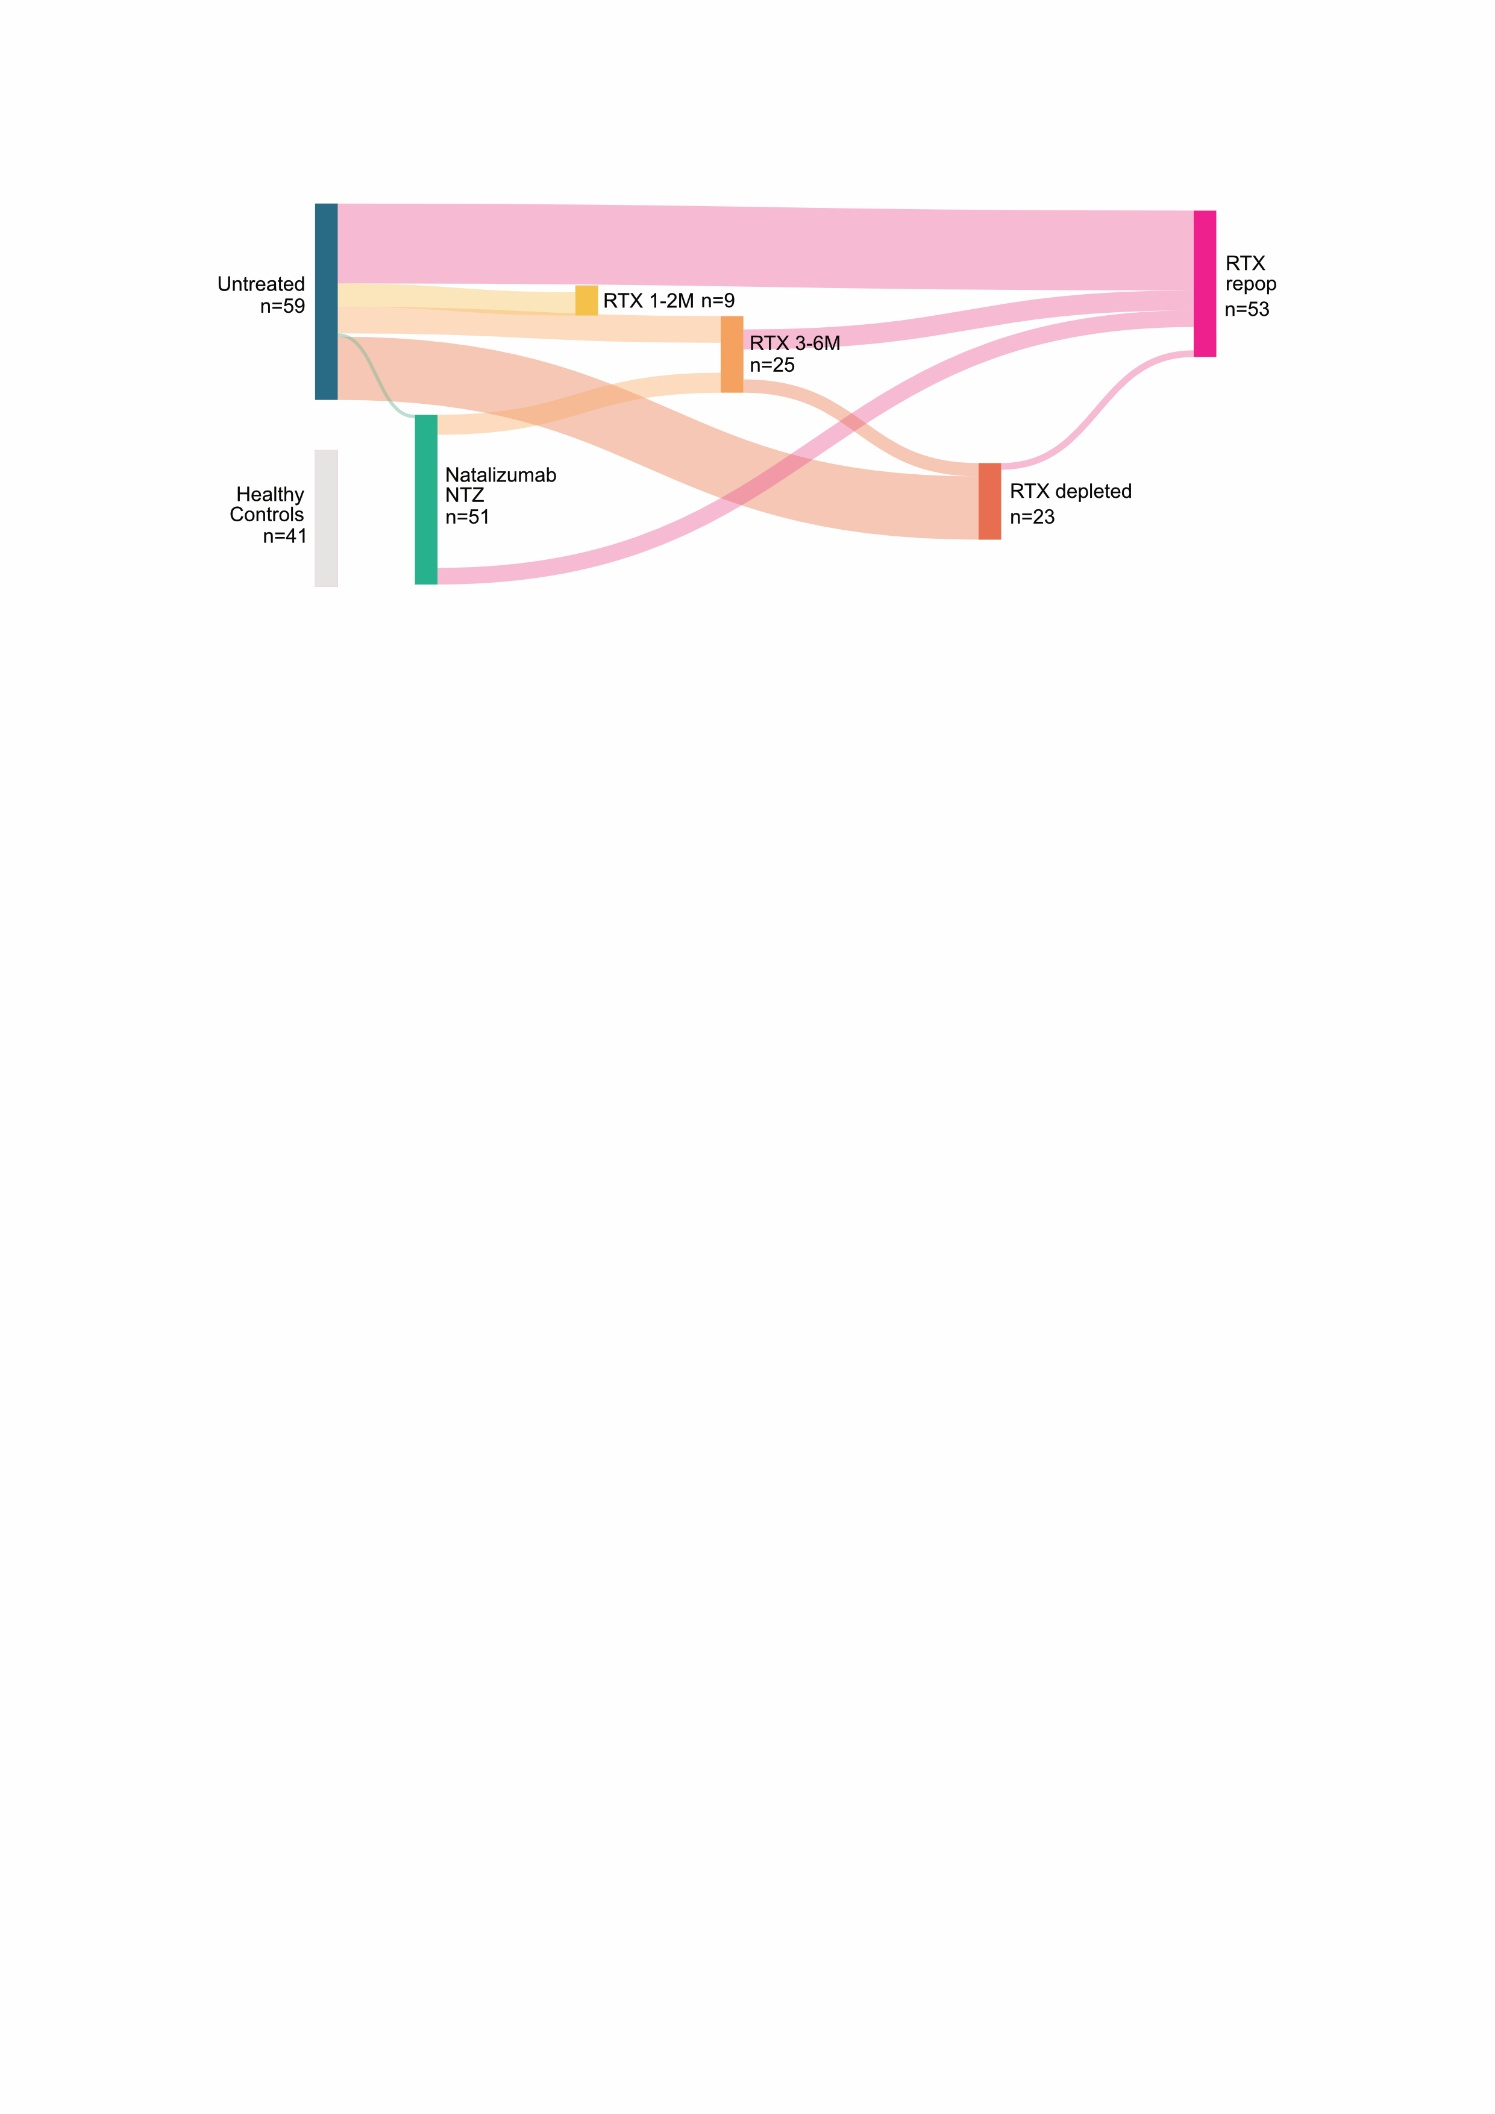 Untreated
n=59
Healthy
Controls
n=41
Natalizumab
NTZ
n=51
RTX 1-2M n=9
RTX 3-6M
n=25
RTX depleted
n=23
RTX
repop
n=53